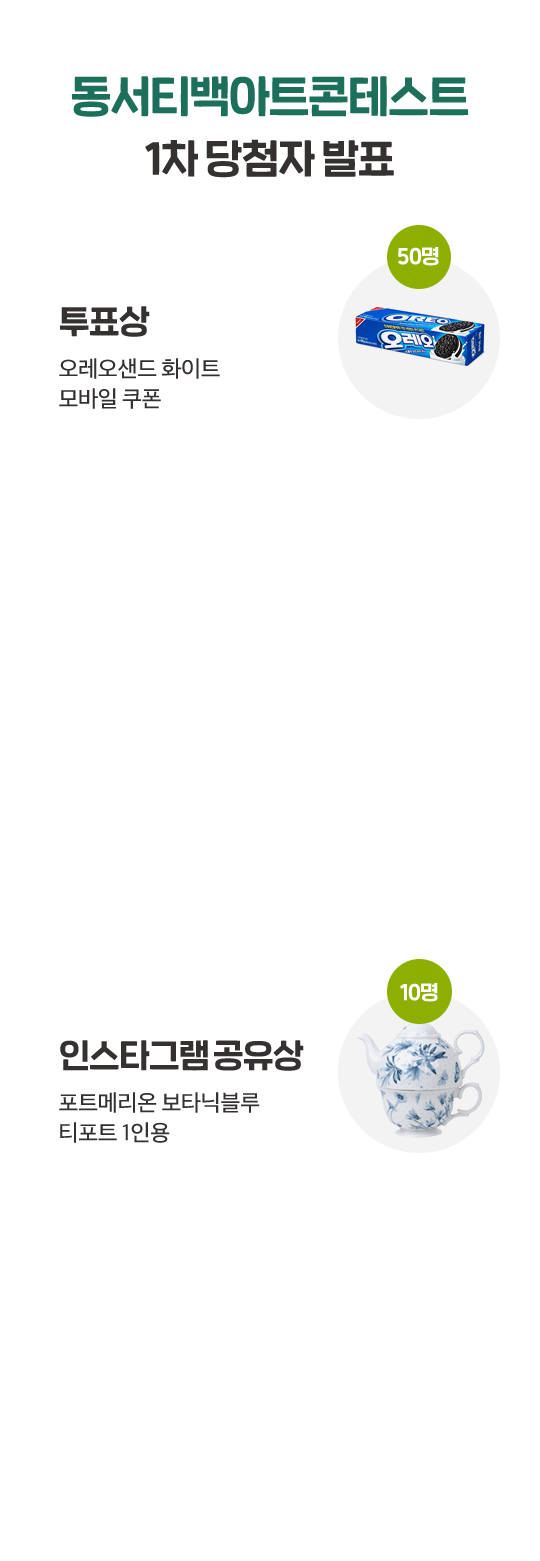 동서티백아트콘테스트
1차 당첨자 발표
50명
OREO
오레오
투표상
오레오샌드 화이트
모바일 쿠폰
10명
인스타그램 공유상
포트메리온 보타닉블루
티포트 1인용